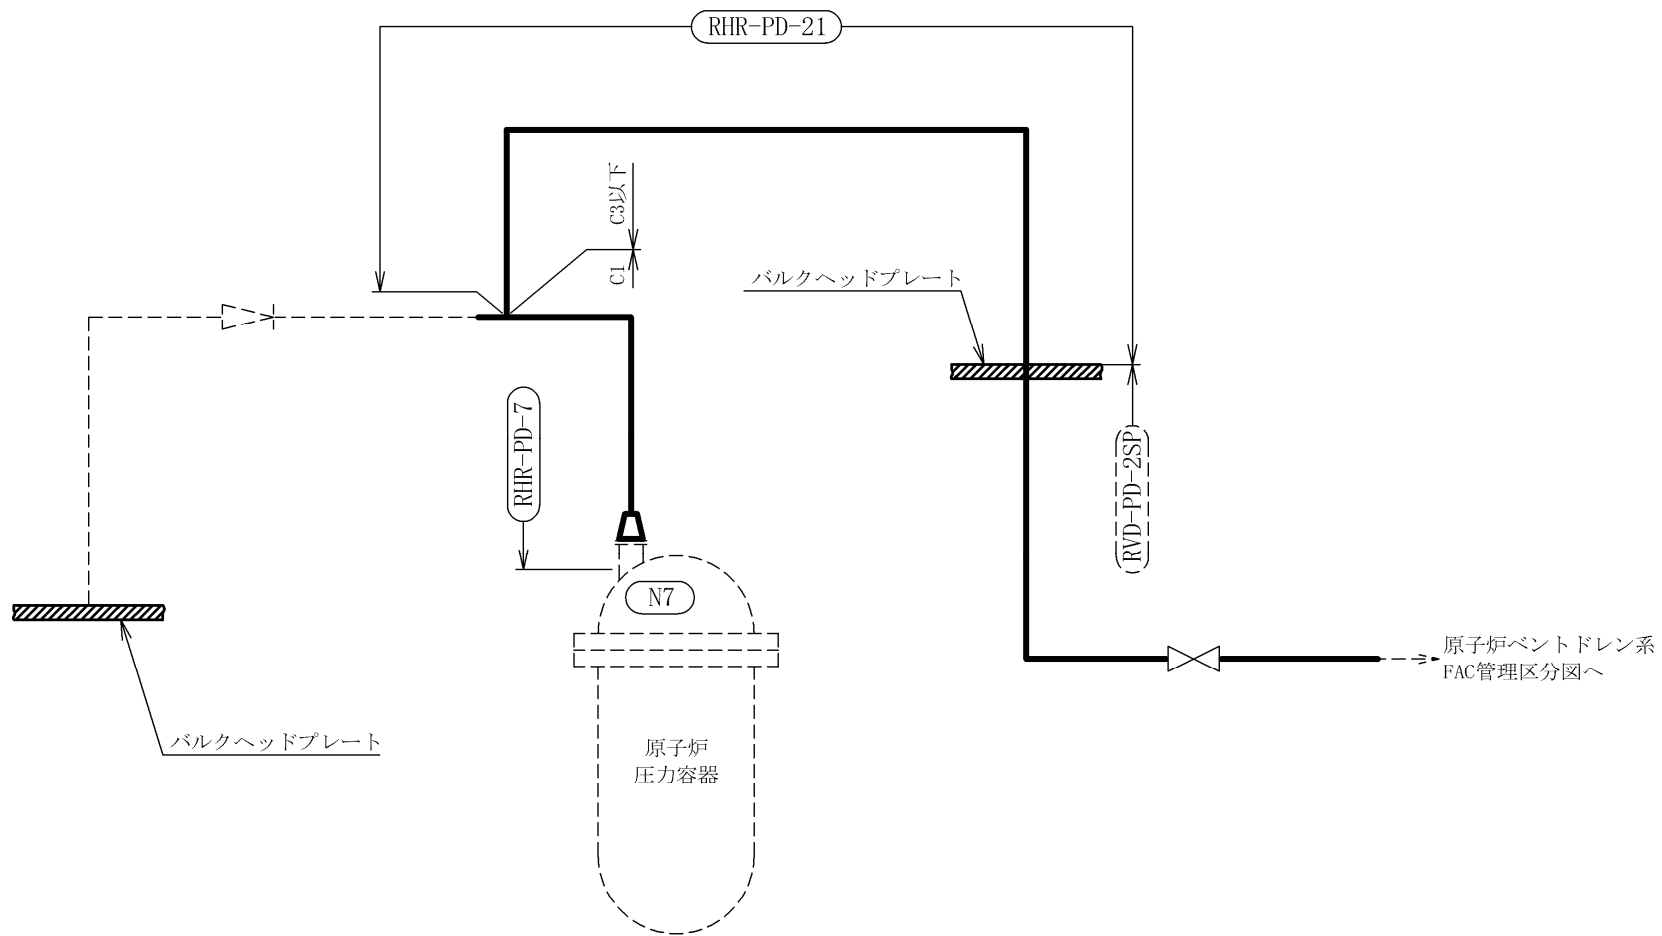 RHR-PD-21
C3以下
C1
バルクヘッドプレート
RHR-PD-7
RVD-PD-2SP
N7
原子炉ベントドレン系
FAC管理区分図へ
バルクヘッドプレート
原子炉
圧力容器